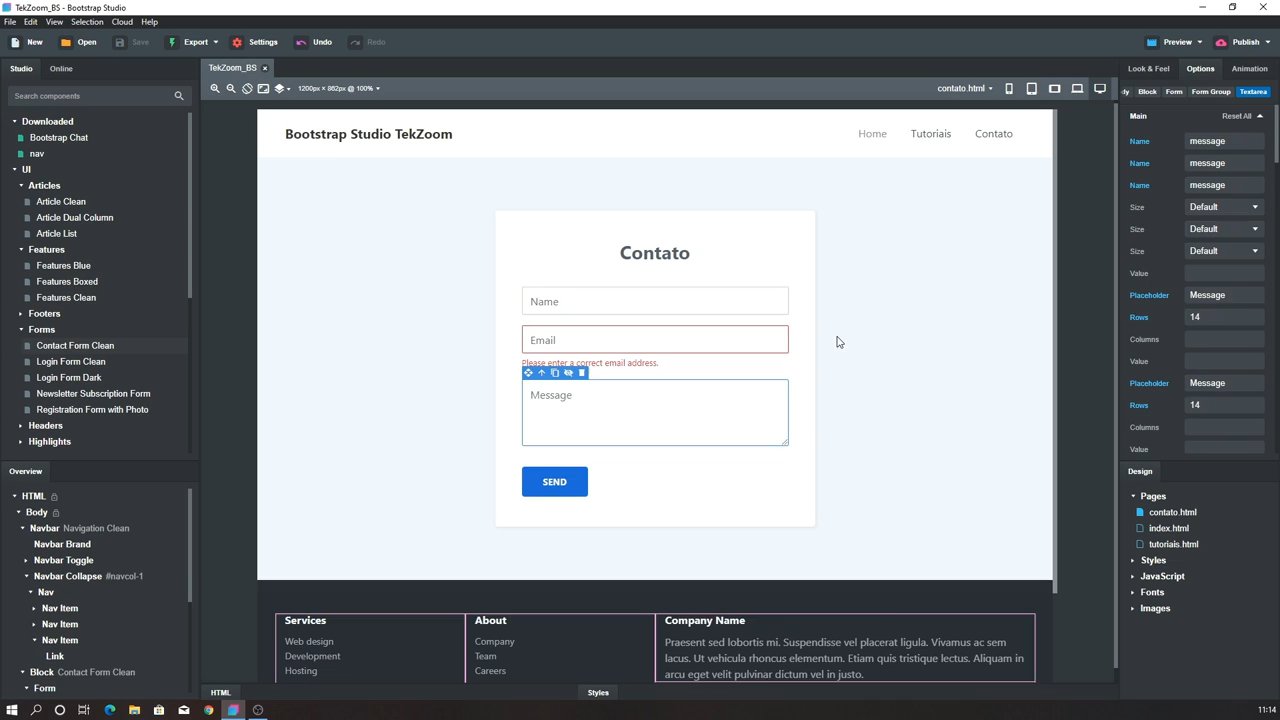 TekZoom_BS - Bootstrap Studio
File Edit View Selection Cloud Help
New Open Save Export Settings Undo Redo Preview Publish
Studio Online
TekZoom_BS
Look & Feel Options Animation
Search components
1200px × 862px @ 100%
contato.html
dy Block Form Form Group Textarea
Downloaded
Bootstrap Chat
nav
UI
Articles
Article Clean
Article Dual Column
Article List
Features
Features Blue
Features Boxed
Features Clean
Footers
Forms
Contact Form Clean
Login Form Clean
Login Form Dark
Newsletter Subscription Form
Registration Form with Photo
Headers
Highlights
Overview
HTML
Body
Navbar Navigation Clean
Navbar Brand
Navbar Toggle
Navbar Collapse #navcol-1
Nav
Nav Item
Nav Item
Nav Item
Link
Block Contact Form Clean
Form
Bootstrap Studio TekZoom
Home Tutoriais Contato
Contato
Name
Email
Please enter a correct email address.
Message
SEND
Services
Web design
Development
Hosting
About
Company
Team
Careers
Company Name
Praesent sed lobortis mi. Suspendisse vel placerat ligula. Vivamus ac sem
lacus. Ut vehicula rhoncus elementum. Etiam quis tristique lectus. Aliquam in
arcu eget velit pulvinar dictum vel in justo.
HTML
Styles
Main Reset All
Name message
Name message
Name message
Size Default
Size Default
Size Default
Value
Placeholder Message
Rows 14
Columns
Value
Placeholder Message
Rows 14
Columns
Value
Design
Pages
contato.html
index.html
tutoriais.html
Styles
JavaScript
Fonts
Images
11:14